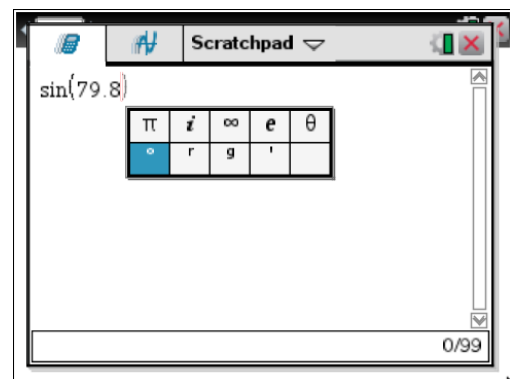 Scratchpad
sin(79.8)
π i ∞ e θ
° r g '
0/99